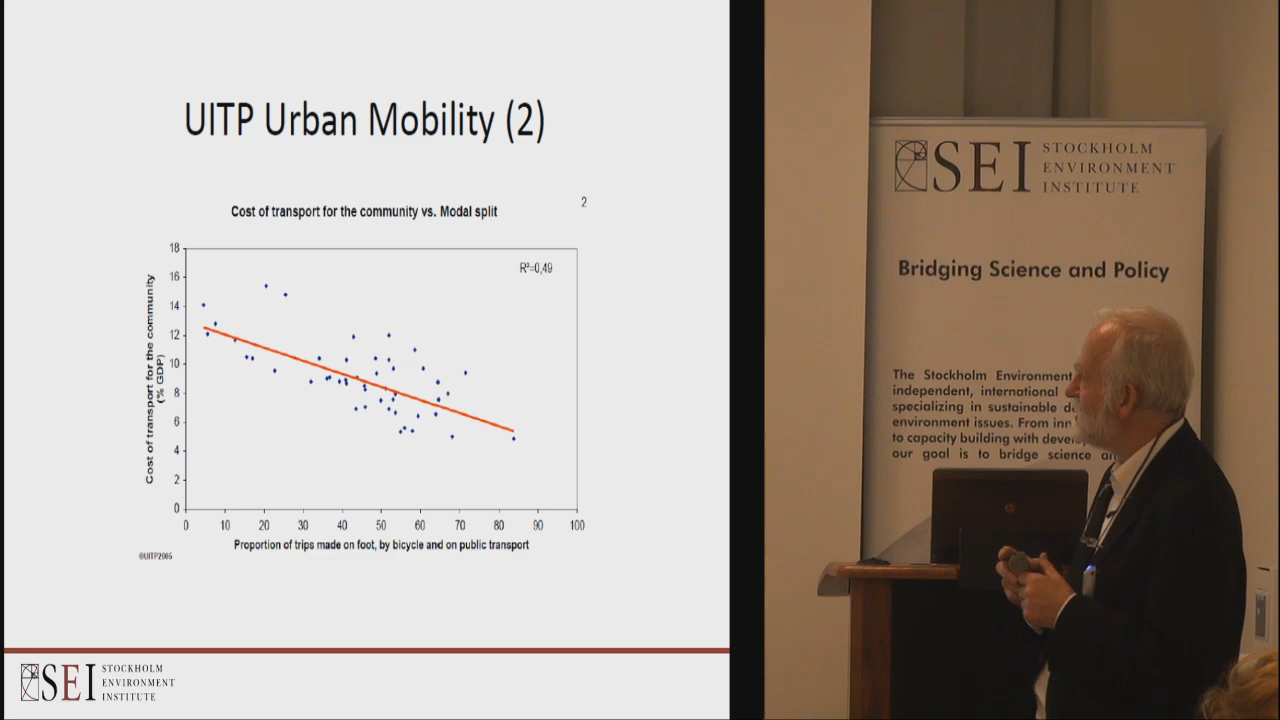 UITP Urban Mobility (2)
2
Cost of transport for the community vs. Modal split
R²=0,49
18
16
14
12
10
8
6
4
2
0
Cost of transport for the community
(% GDP)
0 10 20 30 40 50 60 70 80 90 100
Proportion of trips made on foot, by bicycle and on public transport
©UITP2005
SEI STOCKHOLM
ENVIRONMENT
INSTITUTE
SEI STOCKHOLM
ENVIRONMENT
INSTITUTE
Bridging Science and Policy
The Stockholm Environment
independent, international
specializing in sustainable
environment issues. From
to capacity building with
our goal is to bridge science